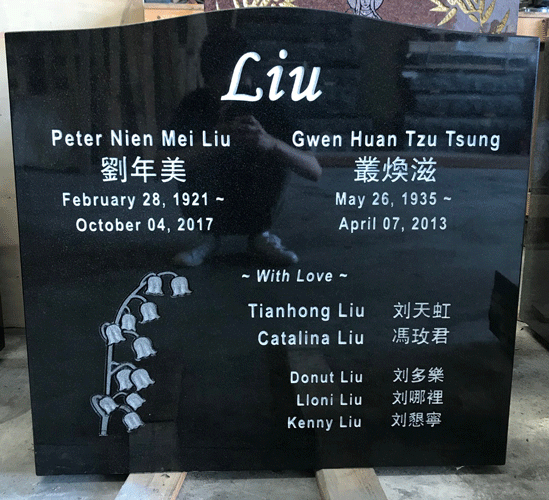 Liu
Peter Nien Mei Liu Gwen Huan Tzu Tsung
劉年美 叢煥滋
February 28, 1921 ~ May 26, 1935 ~
October 04, 2017 April 07, 2013
~ With Love ~
Tianhong Liu 刘天虹
Catalina Liu 馮玫君
Donut Liu 刘多樂
Lloni Liu 刘哪裡
Kenny Liu 刘懇寧